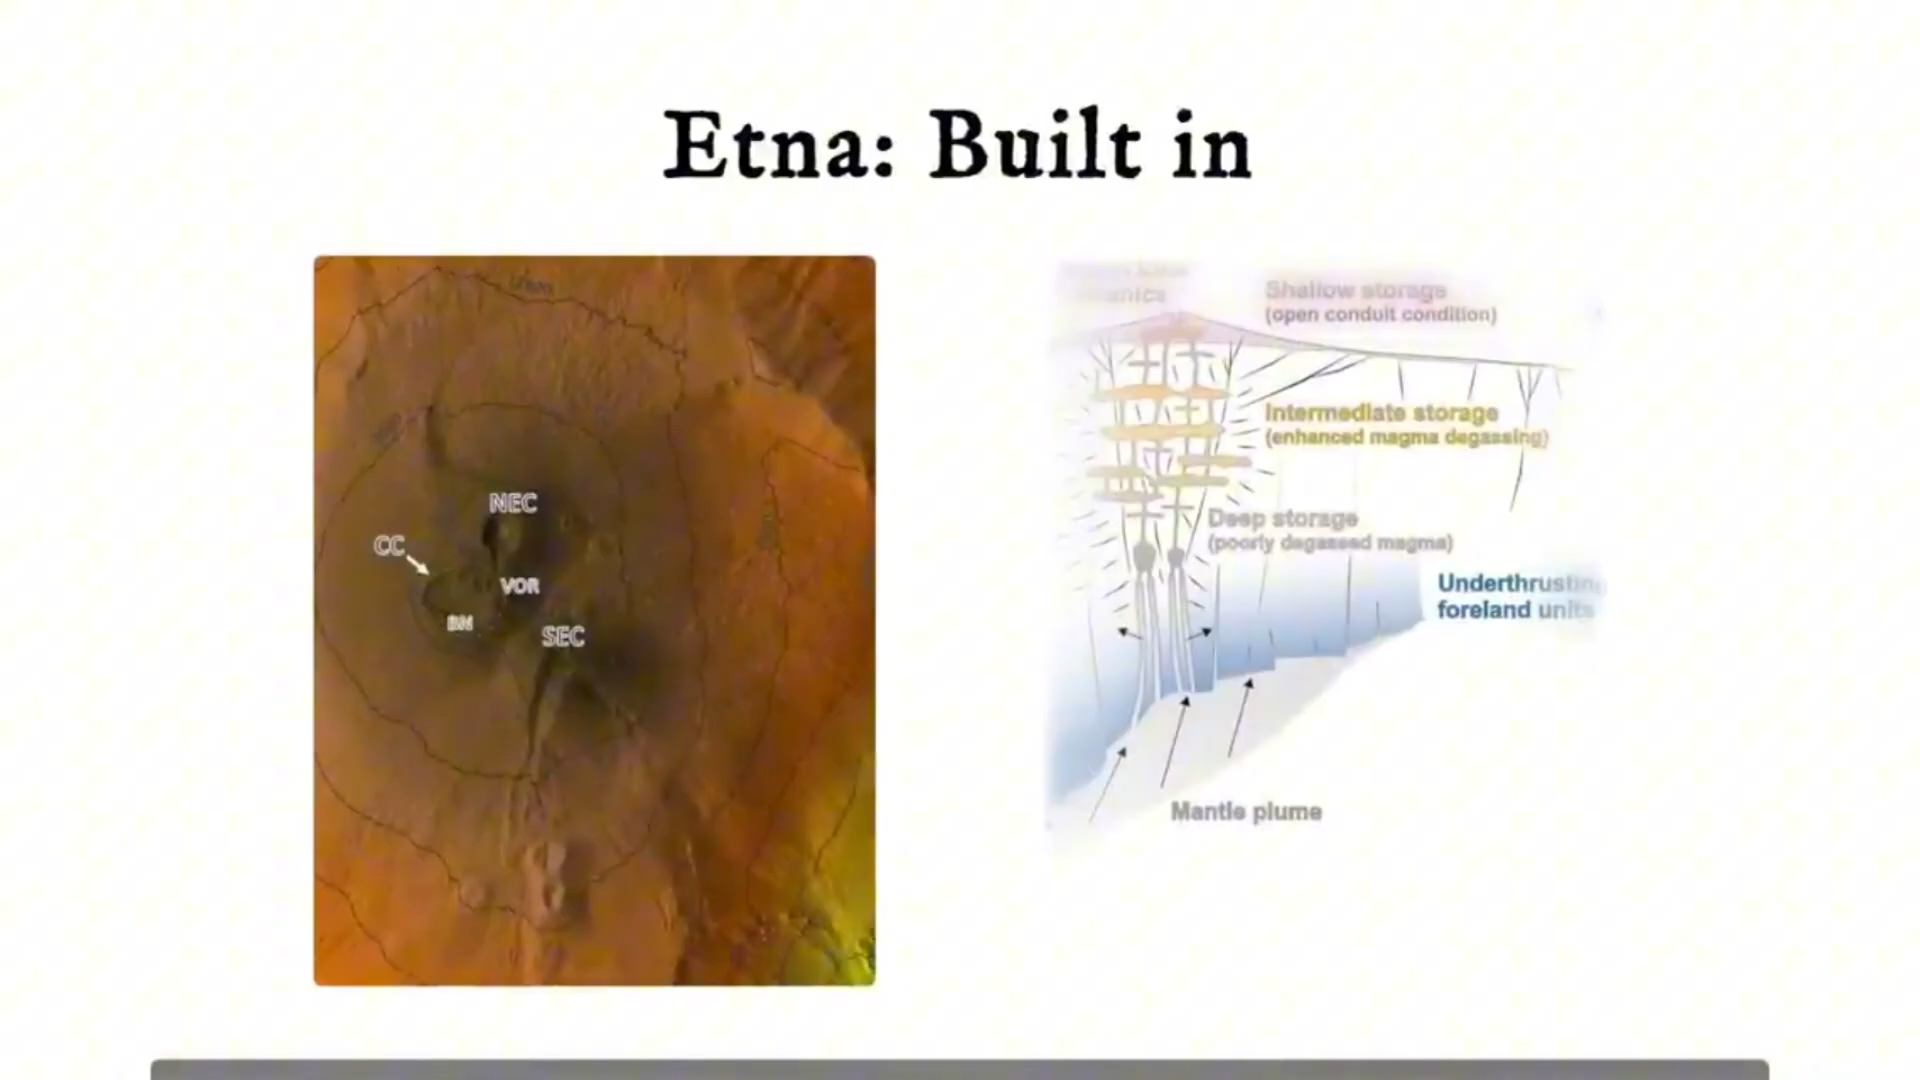 Etna: Built in
NEC
CC
VOR
BN
SEC
Shallow storage
(open conduit condition)
Intermediate storage
(enhanced magma degassing)
Deep storage
(poorly degassed magma)
Underthrusting
foreland units
Mantle plume